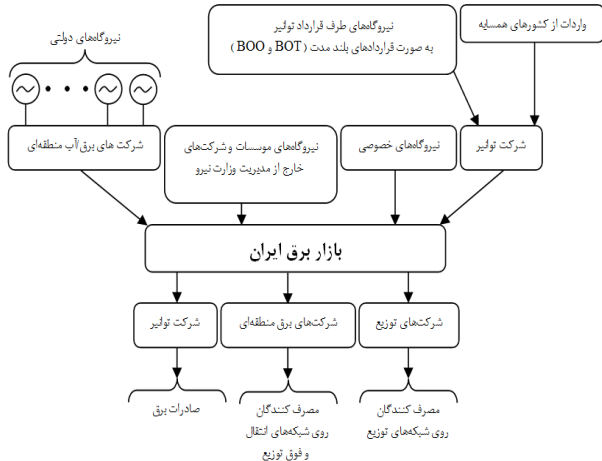 نیروگاه‌های دولتی
نیروگاه‌های طرف قرارداد توانیر
به صورت قراردادهای بلند مدت (BOT و BOO)
واردات از کشورهای همسایه
شرکت های برق/آب منطقه‌ای
نیروگاه‌های موسسات و شرکت‌های
خارج از مدیریت وزارت نیرو
نیروگاه‌های خصوصی
شرکت توانیر
بازار برق ایران
شرکت توانیر
شرکت‌های برق منطقه‌ای
شرکت‌های توزیع
صادرات برق
مصرف کنندگان
روی شبکه‌های انتقال
و فوق توزیع
مصرف کنندگان
روی شبکه‌های توزیع